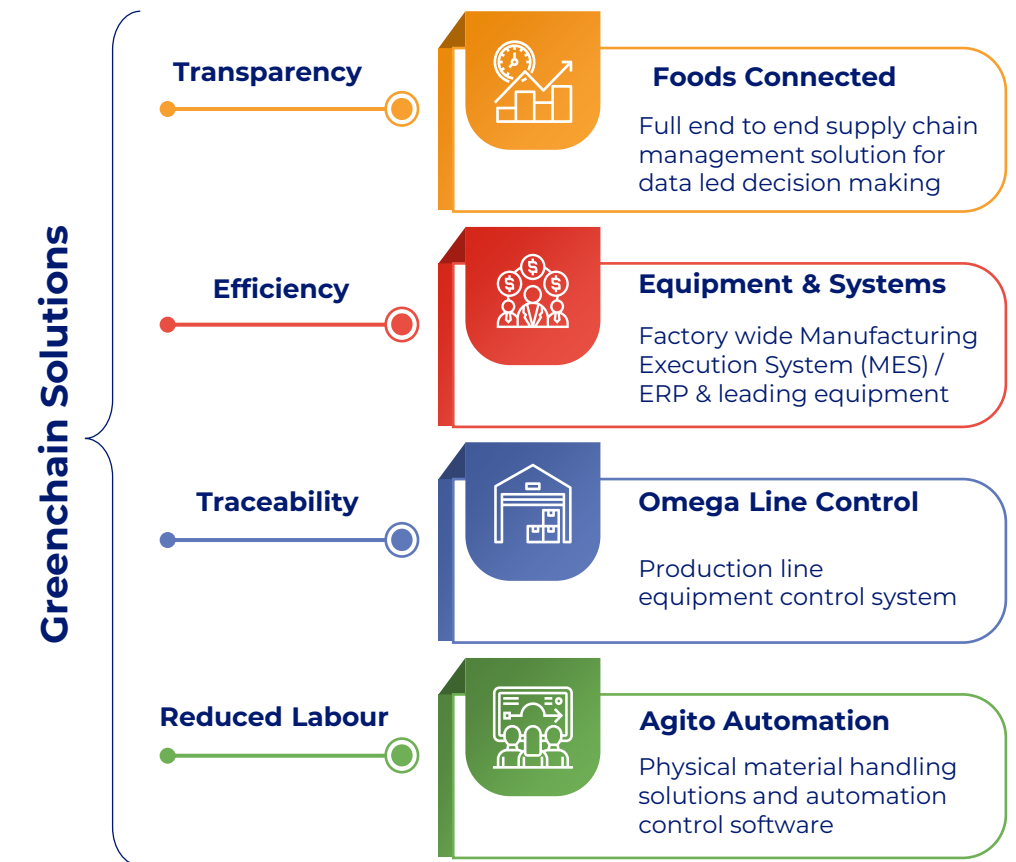 Greenchain Solutions
Transparency
Foods Connected
Full end to end supply chain
management solution for
data led decision making
Efficiency
Equipment & Systems
Factory wide Manufacturing
Execution System (MES) /
ERP & leading equipment
Traceability
Omega Line Control
Production line
equipment control system
Reduced Labour
Agito Automation
Physical material handling
solutions and automation
control software